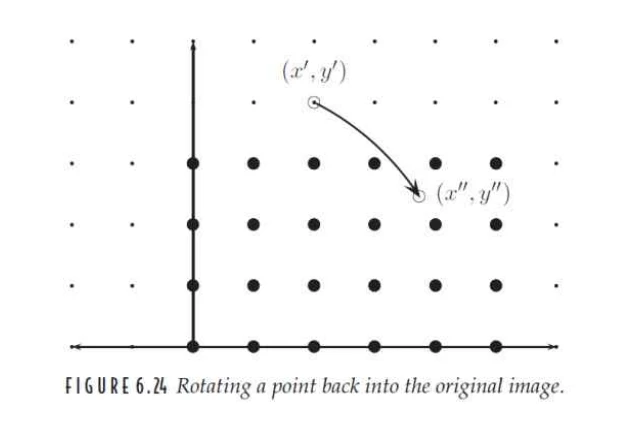 (x′, y′)
(x″, y″)
FIGURE 6.24 Rotating a point back into the original image.